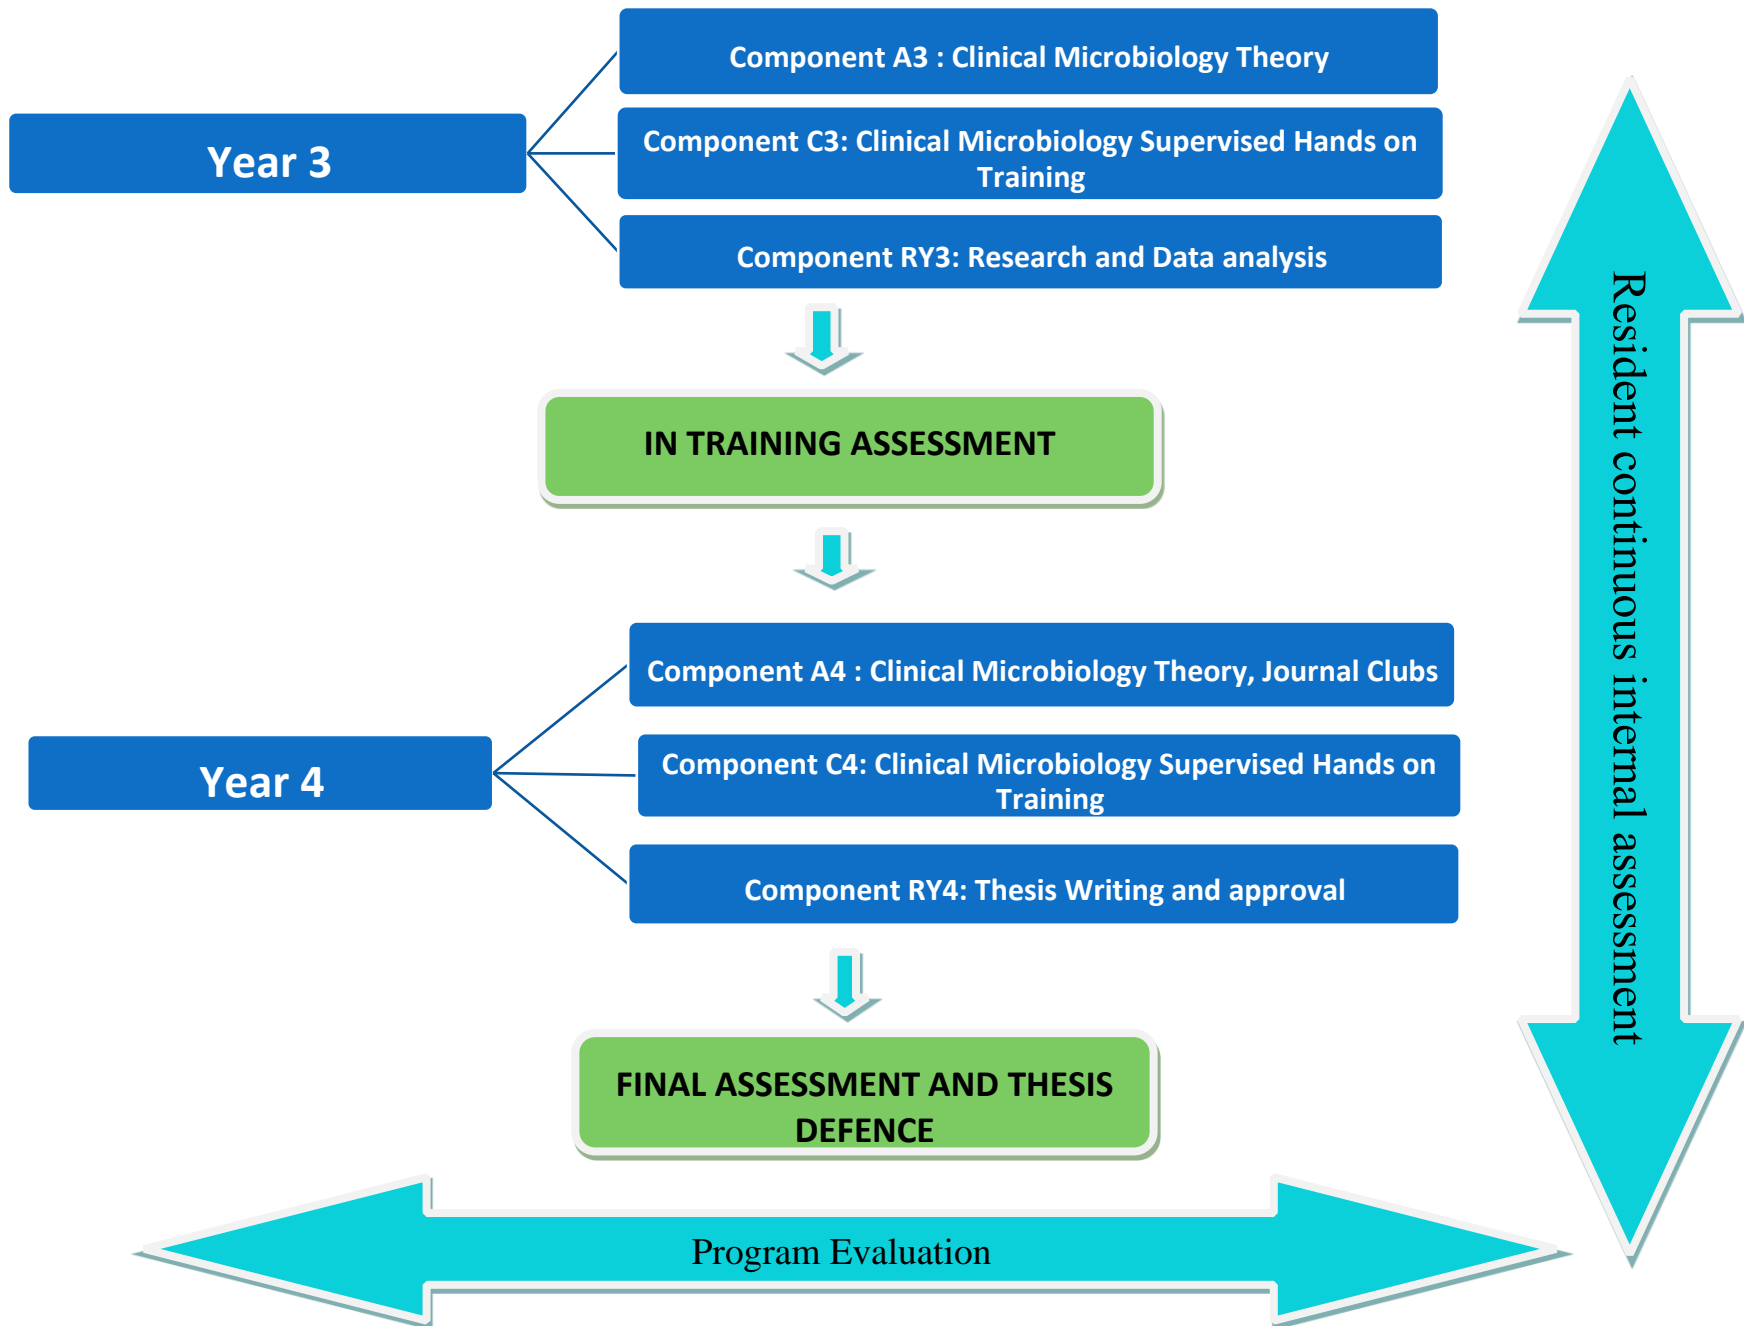 Component A3 : Clinical Microbiology Theory
Year 3
Component C3: Clinical Microbiology Supervised Hands on
Training
Component RY3: Research and Data analysis
IN TRAINING ASSESSMENT
Component A4 : Clinical Microbiology Theory, Journal Clubs
Year 4
Component C4: Clinical Microbiology Supervised Hands on
Training
Component RY4: Thesis Writing and approval
FINAL ASSESSMENT AND THESIS
DEFENCE
Resident continuous internal assessment
Program Evaluation